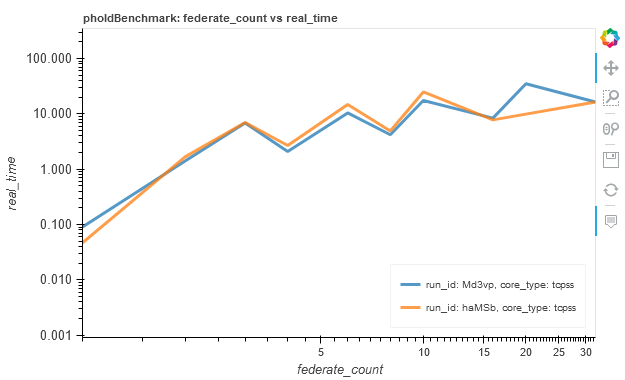 pholdBenchmark: federate_count vs real_time
100.000
10.000
1.000
0.100
0.010
0.001
real_time
run_id: Md3vp, core_type: tcpss
run_id: haMSb, core_type: tcpss
5
10
15
20
25
30
federate_count